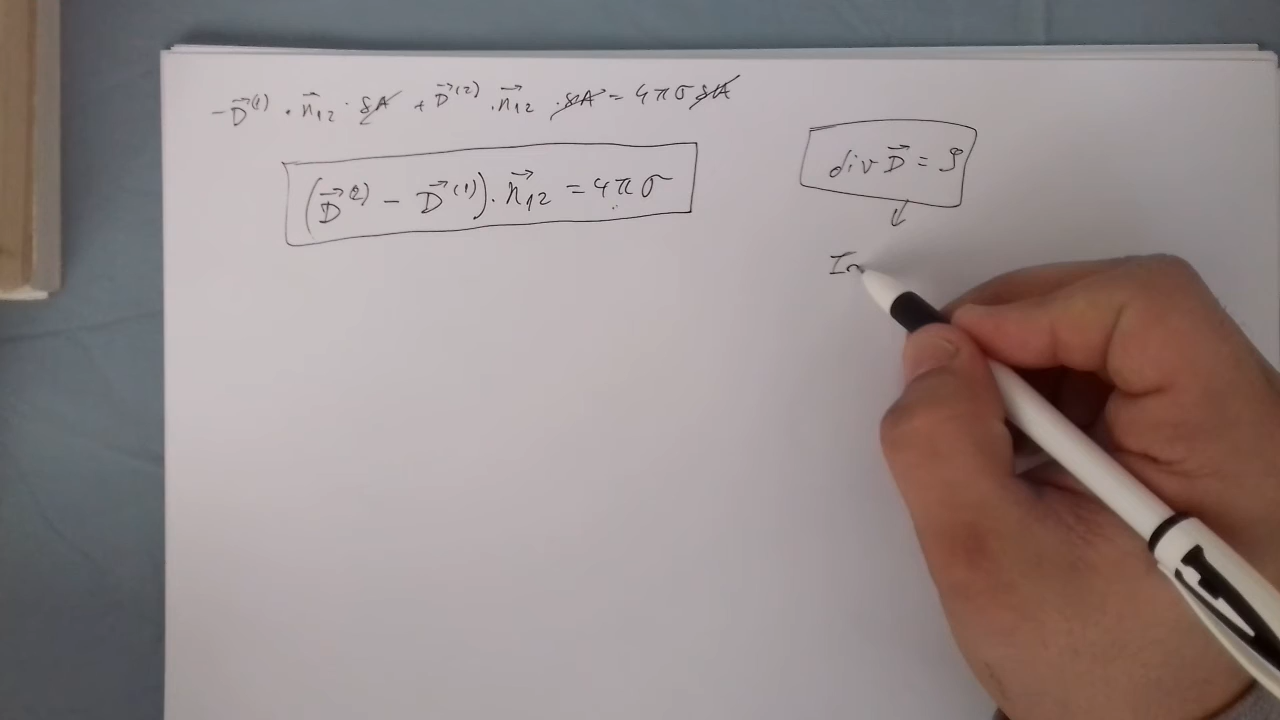 -D⃗⁽¹⁾ · n⃗₁₂ · δA + D⃗⁽²⁾ · n⃗₁₂ · δA = 4πσ δA
(D⃗⁽²⁾ - D⃗⁽¹⁾) · n⃗₁₂ = 4πσ
div D⃗ = ρ